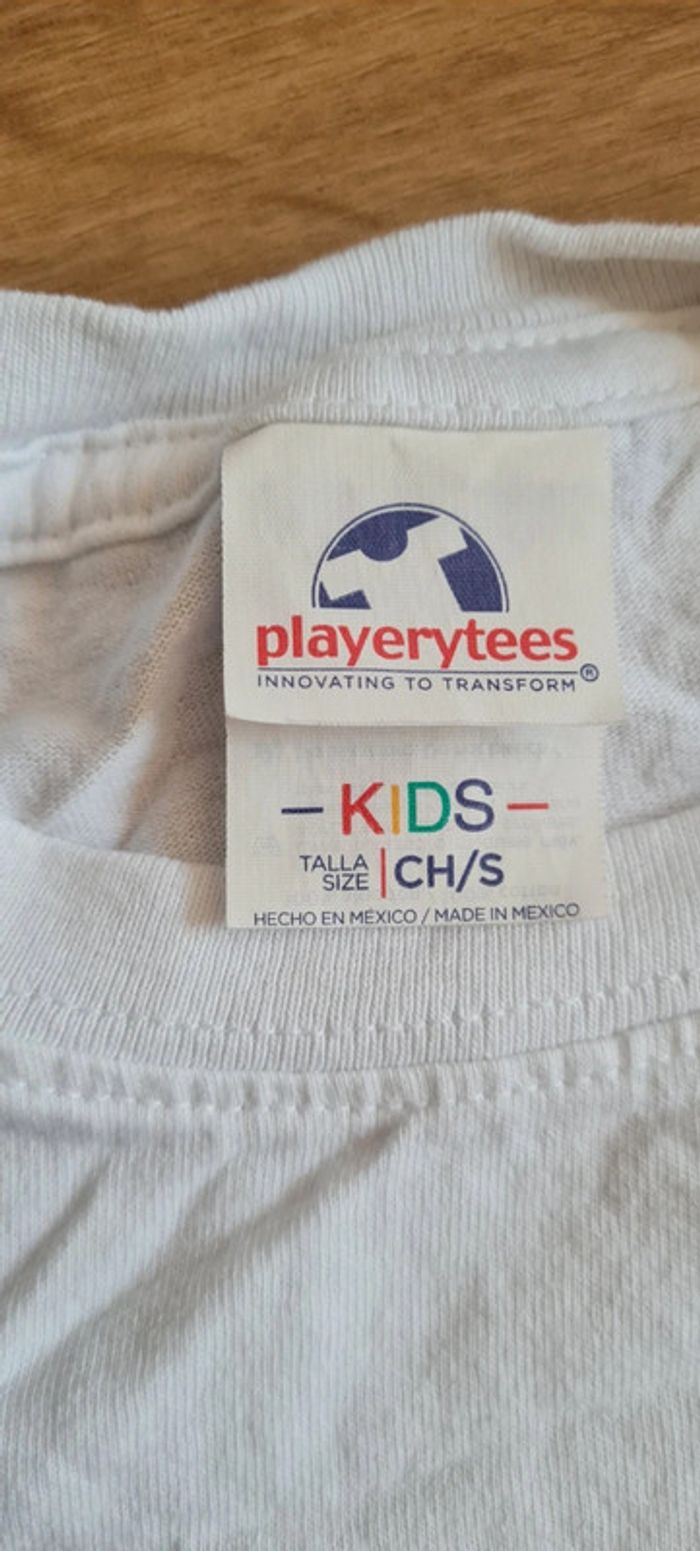 playerytees
INNOVATING TO TRANSFORM®
– KIDS –
TALLA
SIZE | CH/S
HECHO EN MÉXICO / MADE IN MEXICO